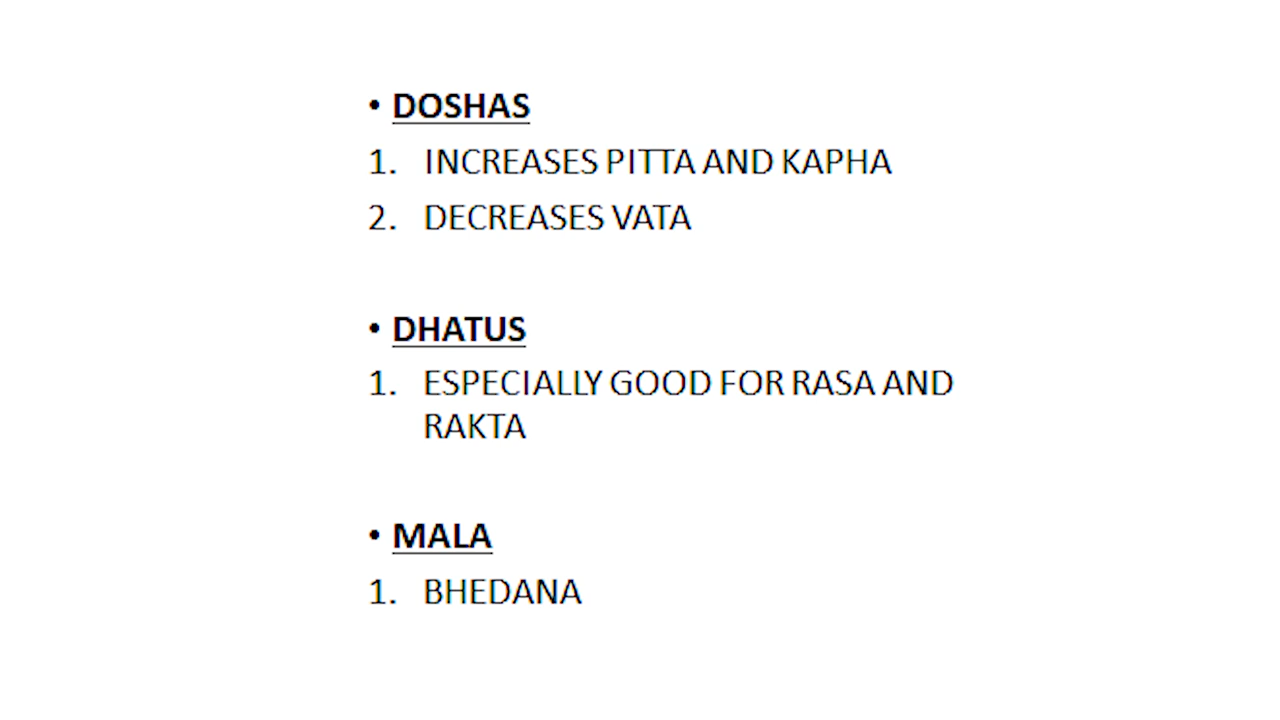 • DOSHAS
1. INCREASES PITTA AND KAPHA
2. DECREASES VATA
• DHATUS
1. ESPECIALLY GOOD FOR RASA AND
RAKTA
• MALA
1. BHEDANA